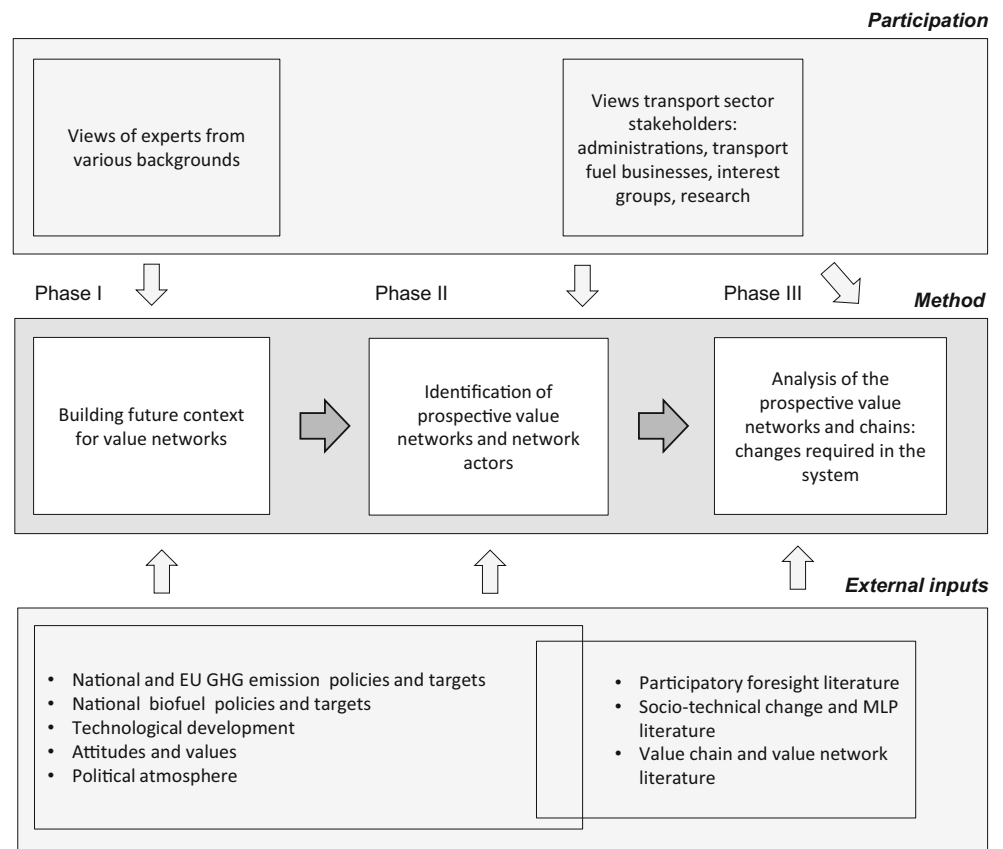 Participation
Views of experts from
various backgrounds
Views transport sector
stakeholders:
administrations, transport
fuel businesses, interest
groups, research
Phase I
Phase II
Phase III
Method
Building future context
for value networks
Identification of
prospective value
networks and network
actors
Analysis of the
prospective value
networks and chains:
changes required in the
system
External inputs
• National and EU GHG emission policies and targets
• National biofuel policies and targets
• Technological development
• Attitudes and values
• Political atmosphere
• Participatory foresight literature
• Socio-technical change and MLP
literature
• Value chain and value network
literature